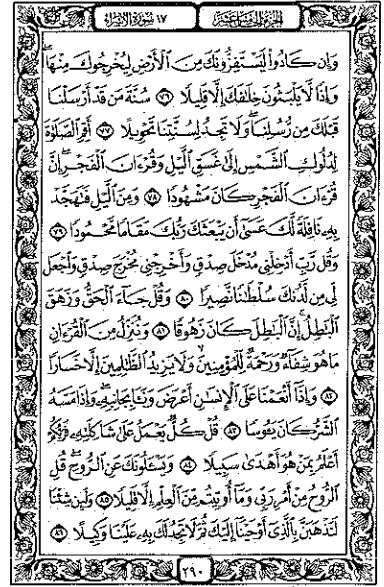 الجزء الخامس عشر
١٧ سورة الإسراء
وَإِن كَادُوا۟ لَيَسْتَفِزُّونَكَ مِنَ ٱلْأَرْضِ لِيُخْرِجُوكَ مِنْهَا ۖ
وَإِذًا لَّا يَلْبَثُونَ خِلَٰفَكَ إِلَّا قَلِيلًا ٧٦ سُنَّةَ مَن قَدْ أَرْسَلْنَا
قَبْلَكَ مِن رُّسُلِنَا ۖ وَلَا تَجِدُ لِسُنَّتِنَا تَحْوِيلًا ٧٧ أَقِمِ ٱلصَّلَوٰةَ
لِدُلُوكِ ٱلشَّمْسِ إِلَىٰ غَسَقِ ٱلَّيْلِ وَقُرْءَانَ ٱلْفَجْرِ ۖ إِنَّ
قُرْءَانَ ٱلْفَجْرِ كَانَ مَشْهُودًا ٧٨ وَمِنَ ٱلَّيْلِ فَتَهَجَّدْ
بِهِۦ نَافِلَةً لَّكَ عَسَىٰٓ أَن يَبْعَثَكَ رَبُّكَ مَقَامًا مَّحْمُودًا ٧٩
وَقُل رَّبِّ أَدْخِلْنِى مُدْخَلَ صِدْقٍ وَأَخْرِجْنِى مُخْرَجَ صِدْقٍ وَٱجْعَل
لِّى مِن لَّدُنكَ سُلْطَٰنًا نَّصِيرًا ٨٠ وَقُلْ جَآءَ ٱلْحَقُّ وَزَهَقَ
ٱلْبَٰطِلُ ۚ إِنَّ ٱلْبَٰطِلَ كَانَ زَهُوقًا ٨١ وَنُنَزِّلُ مِنَ ٱلْقُرْءَانِ
مَا هُوَ شِفَآءٌ وَرَحْمَةٌ لِّلْمُؤْمِنِينَ ۙ وَلَا يَزِيدُ ٱلظَّٰلِمِينَ إِلَّا خَسَارًا
٨٢ وَإِذَآ أَنْعَمْنَا عَلَى ٱلْإِنسَٰنِ أَعْرَضَ وَنَـَٔا بِجَانِبِهِۦ ۖ وَإِذَا مَسَّهُ
ٱلشَّرُّ كَانَ يَـُٔوسًا ٨٣ قُلْ كُلٌّ يَعْمَلُ عَلَىٰ شَاكِلَتِهِۦ فَرَبُّكُمْ
أَعْلَمُ بِمَنْ هُوَ أَهْدَىٰ سَبِيلًا ٨٤ وَيَسْـَٔلُونَكَ عَنِ ٱلرُّوحِ ۖ قُلِ
ٱلرُّوحُ مِنْ أَمْرِ رَبِّى وَمَآ أُوتِيتُم مِّنَ ٱلْعِلْمِ إِلَّا قَلِيلًا ٨٥ وَلَئِن شِئْنَا
لَنَذْهَبَنَّ بِٱلَّذِىٓ أَوْحَيْنَآ إِلَيْكَ ثُمَّ لَا تَجِدُ لَكَ بِهِۦ عَلَيْنَا وَكِيلًا ٨٦
٢٩٠